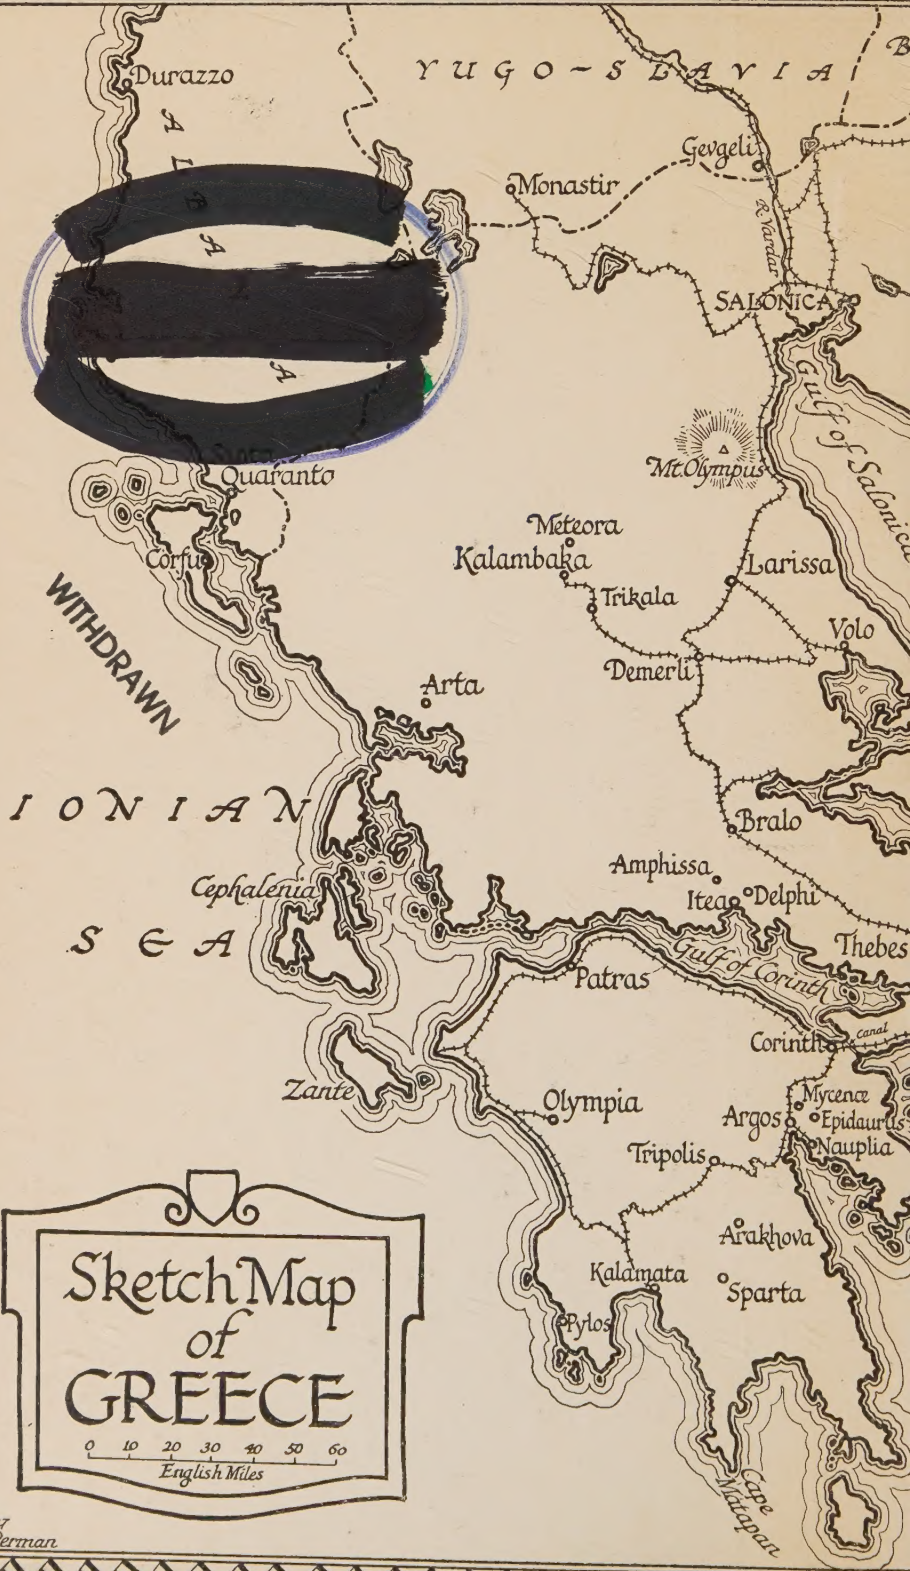 YUGO-SLAVIA
B
Durazzo
ALBANIA
Gevgeli
Monastir
R. Vardar
SALONICA
Gulf of Salonica
Mt. Olympus
Santa
Quaranto
Meteora
Kalambaka
Corfu
Larissa
Trikala
Volo
Demerli
WITHDRAWN
Arta
IONIAN
SEA
Bralo
Amphissa
Cephalenia
Itea
Delphi
Thebes
Gulf of Corinth
Patras
Canal
Corinth
Zante
Olympia
Mycenæ
Argos
Epidaurus
Nauplia
Tripolis
Arakhova
Kalamata
Sparta
Pylos
Cape
Matapan
Sketch Map
of
GREECE
0 10 20 30 40 50 60
English Miles